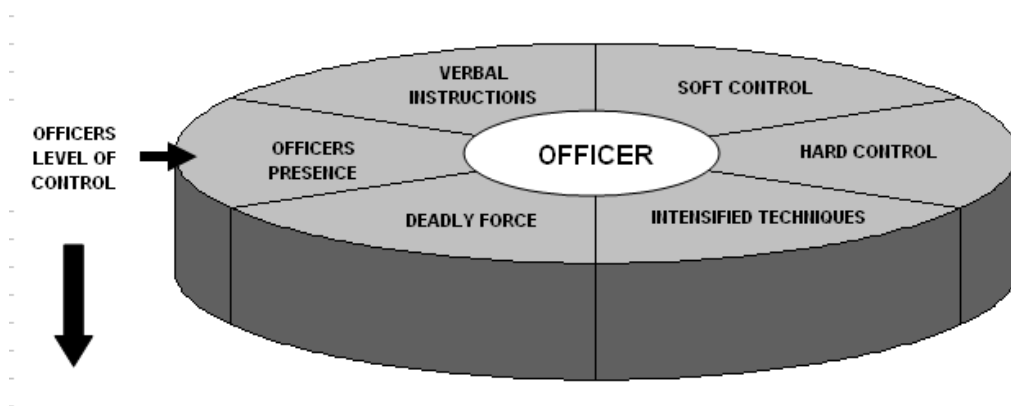 VERBAL
INSTRUCTIONS
SOFT CONTROL
OFFICERS
LEVEL OF
CONTROL
OFFICERS
PRESENCE
OFFICER
HARD CONTROL
DEADLY FORCE
INTENSIFIED TECHNIQUES